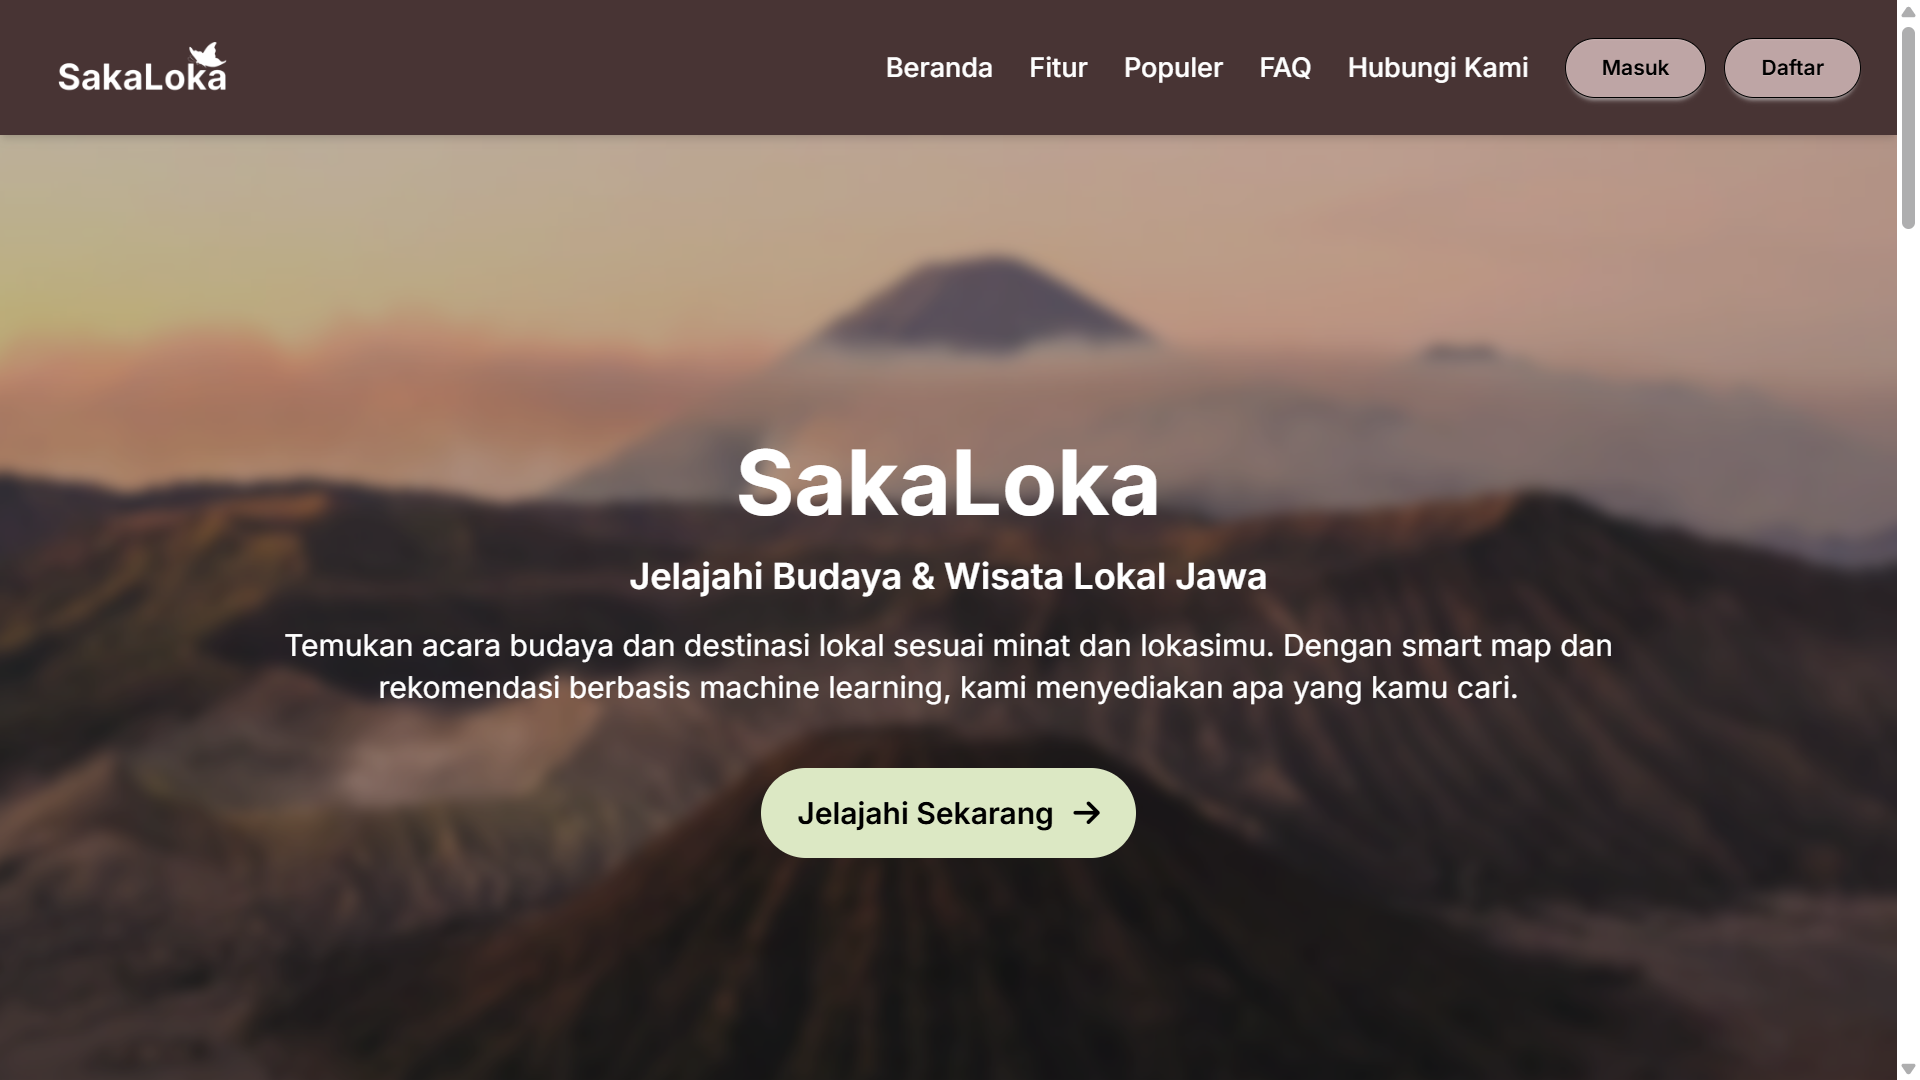 SakaLoka
Beranda Fitur Populer FAQ Hubungi Kami Masuk Daftar
SakaLoka
Jelajahi Budaya & Wisata Lokal Jawa
Temukan acara budaya dan destinasi lokal sesuai minat dan lokasimu. Dengan smart map dan
rekomendasi berbasis machine learning, kami menyediakan apa yang kamu cari.
Jelajahi Sekarang →